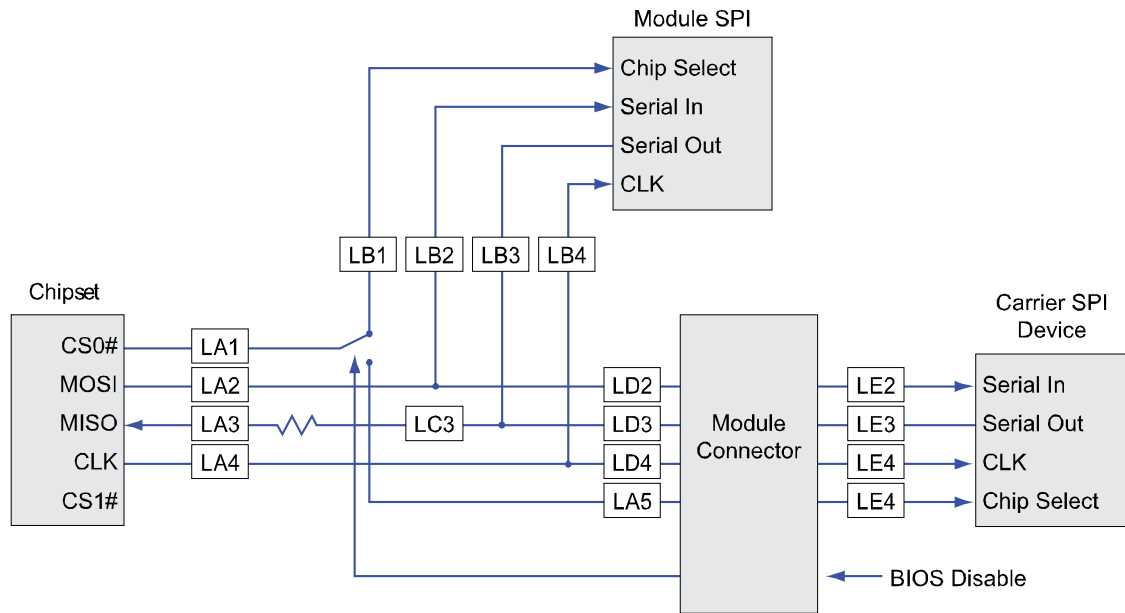 Module SPI
Chip Select
Serial In
Serial Out
CLK
LB1
LB2
LB3
LB4
Chipset
CS0#
MOSI
MISO
CLK
CS1#
LA1
LA2
LA3
LA4
LC3
LD2
LD3
LD4
LA5
Module
Connector
LE2
LE3
LE4
LE4
Carrier SPI
Device
Serial In
Serial Out
CLK
Chip Select
BIOS Disable